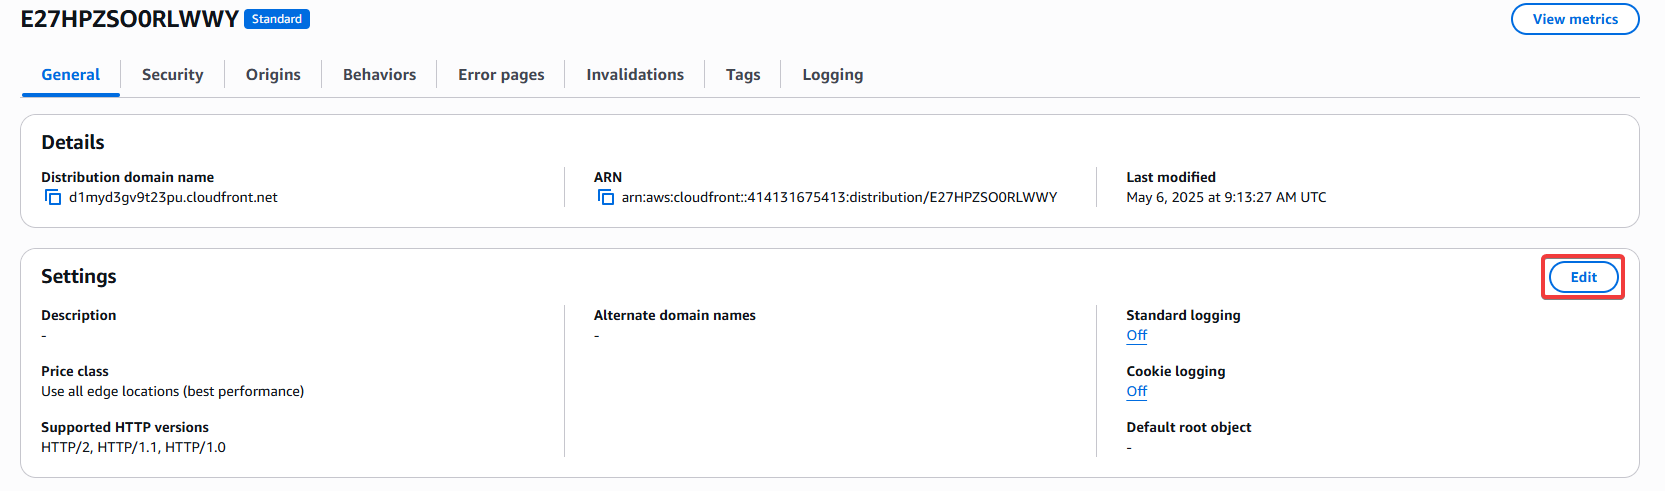 E27HPZSO0RLWWY Standard View metrics
General Security Origins Behaviors Error pages Invalidations Tags Logging
Details
Distribution domain name
d1myd3gv9t23pu.cloudfront.net
ARN
arn:aws:cloudfront::414131675413:distribution/E27HPZSO0RLWWY
Last modified
May 6, 2025 at 9:13:27 AM UTC
Settings
Edit
Description
-
Price class
Use all edge locations (best performance)
Supported HTTP versions
HTTP/2, HTTP/1.1, HTTP/1.0
Alternate domain names
-
Standard logging
Off
Cookie logging
Off
Default root object
-